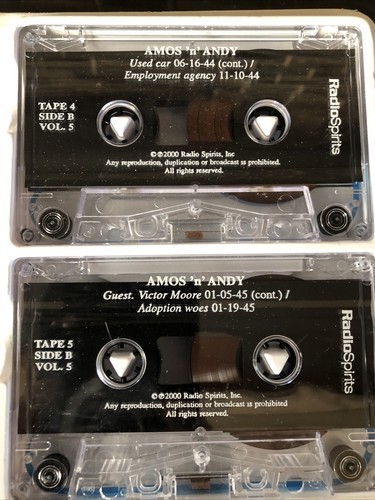 AMOS 'n' ANDY
Used car 06-16-44 (cont.) /
Employment agency 11-10-44
TAPE 4
SIDE B
VOL. 5
RadioSpirits
©℗2000 Radio Spirits, Inc
Any reproduction, duplication or broadcast is prohibited.
All rights reserved.
AMOS 'n' ANDY
Guest. Victor Moore 01-05-45 (cont.) /
Adoption woes 01-19-45
TAPE 5
SIDE B
VOL. 5
RadioSpirits
©℗2000 Radio Spirits, Inc.
Any reproduction, duplication or broadcast is prohibited
All rights reserved.